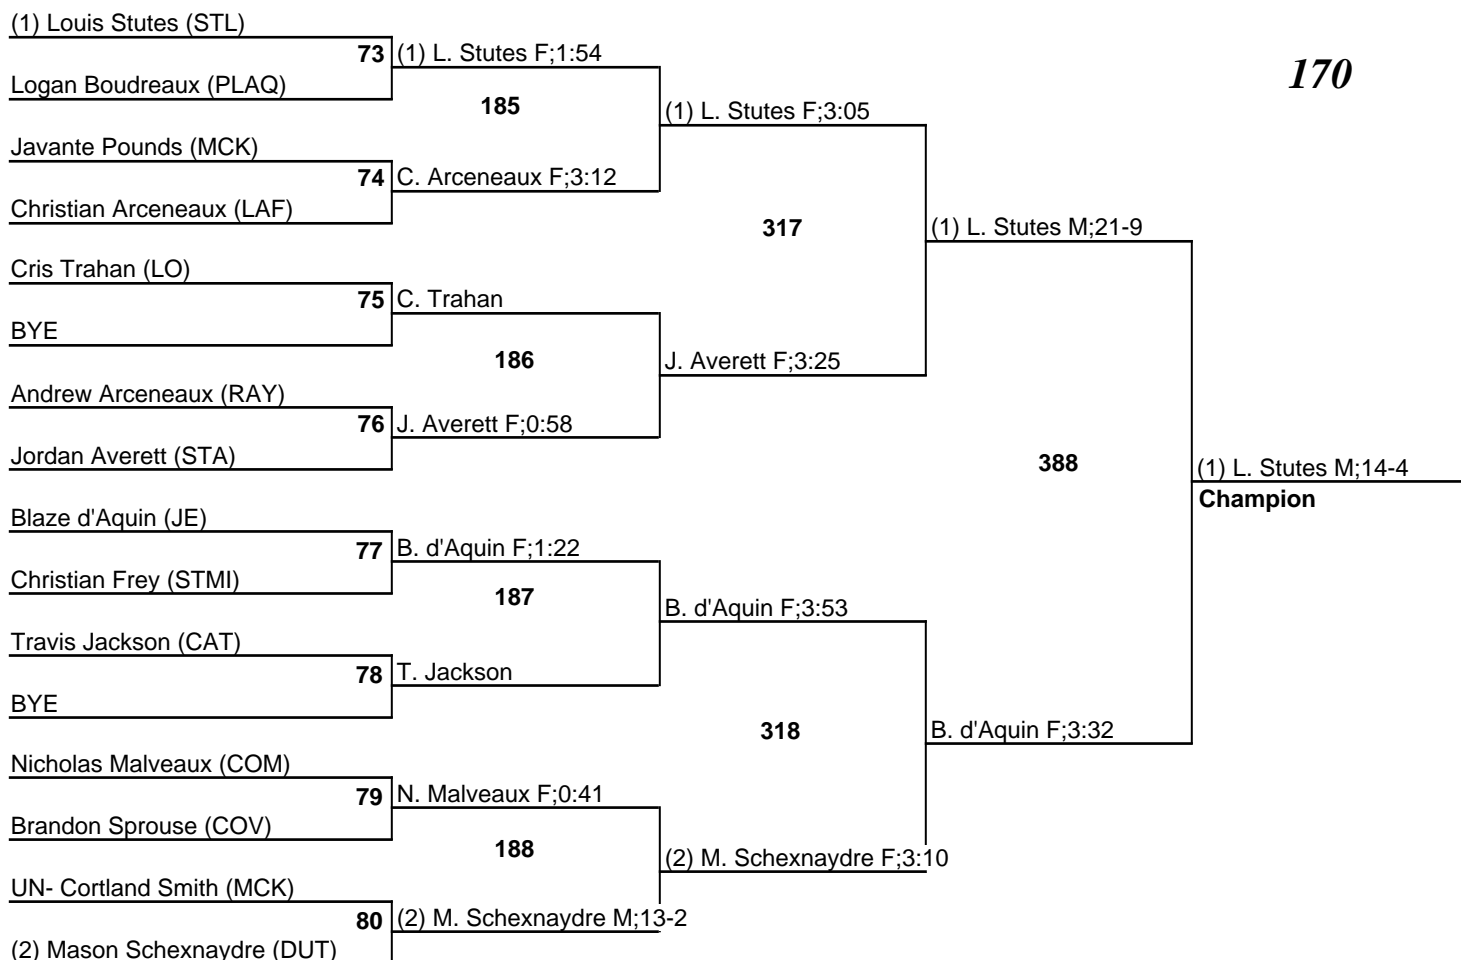 (1) Louis Stutes (STL)
73 (1) L. Stutes F;1:54
170
Logan Boudreaux (PLAQ)
185
(1) L. Stutes F;3:05
Javante Pounds (MCK)
74 C. Arceneaux F;3:12
Christian Arceneaux (LAF)
317
(1) L. Stutes M;21-9
Cris Trahan (LO)
75 C. Trahan
BYE
186
J. Averett F;3:25
Andrew Arceneaux (RAY)
76 J. Averett F;0:58
Jordan Averett (STA)
388
(1) L. Stutes M;14-4
Champion
Blaze d'Aquin (JE)
77 B. d'Aquin F;1:22
Christian Frey (STMI)
187
B. d'Aquin F;3:53
Travis Jackson (CAT)
78 T. Jackson
BYE
318
B. d'Aquin F;3:32
Nicholas Malveaux (COM)
79 N. Malveaux F;0:41
Brandon Sprouse (COV)
188
(2) M. Schexnaydre F;3:10
UN- Cortland Smith (MCK)
80 (2) M. Schexnaydre M;13-2
(2) Mason Schexnaydre (DUT)